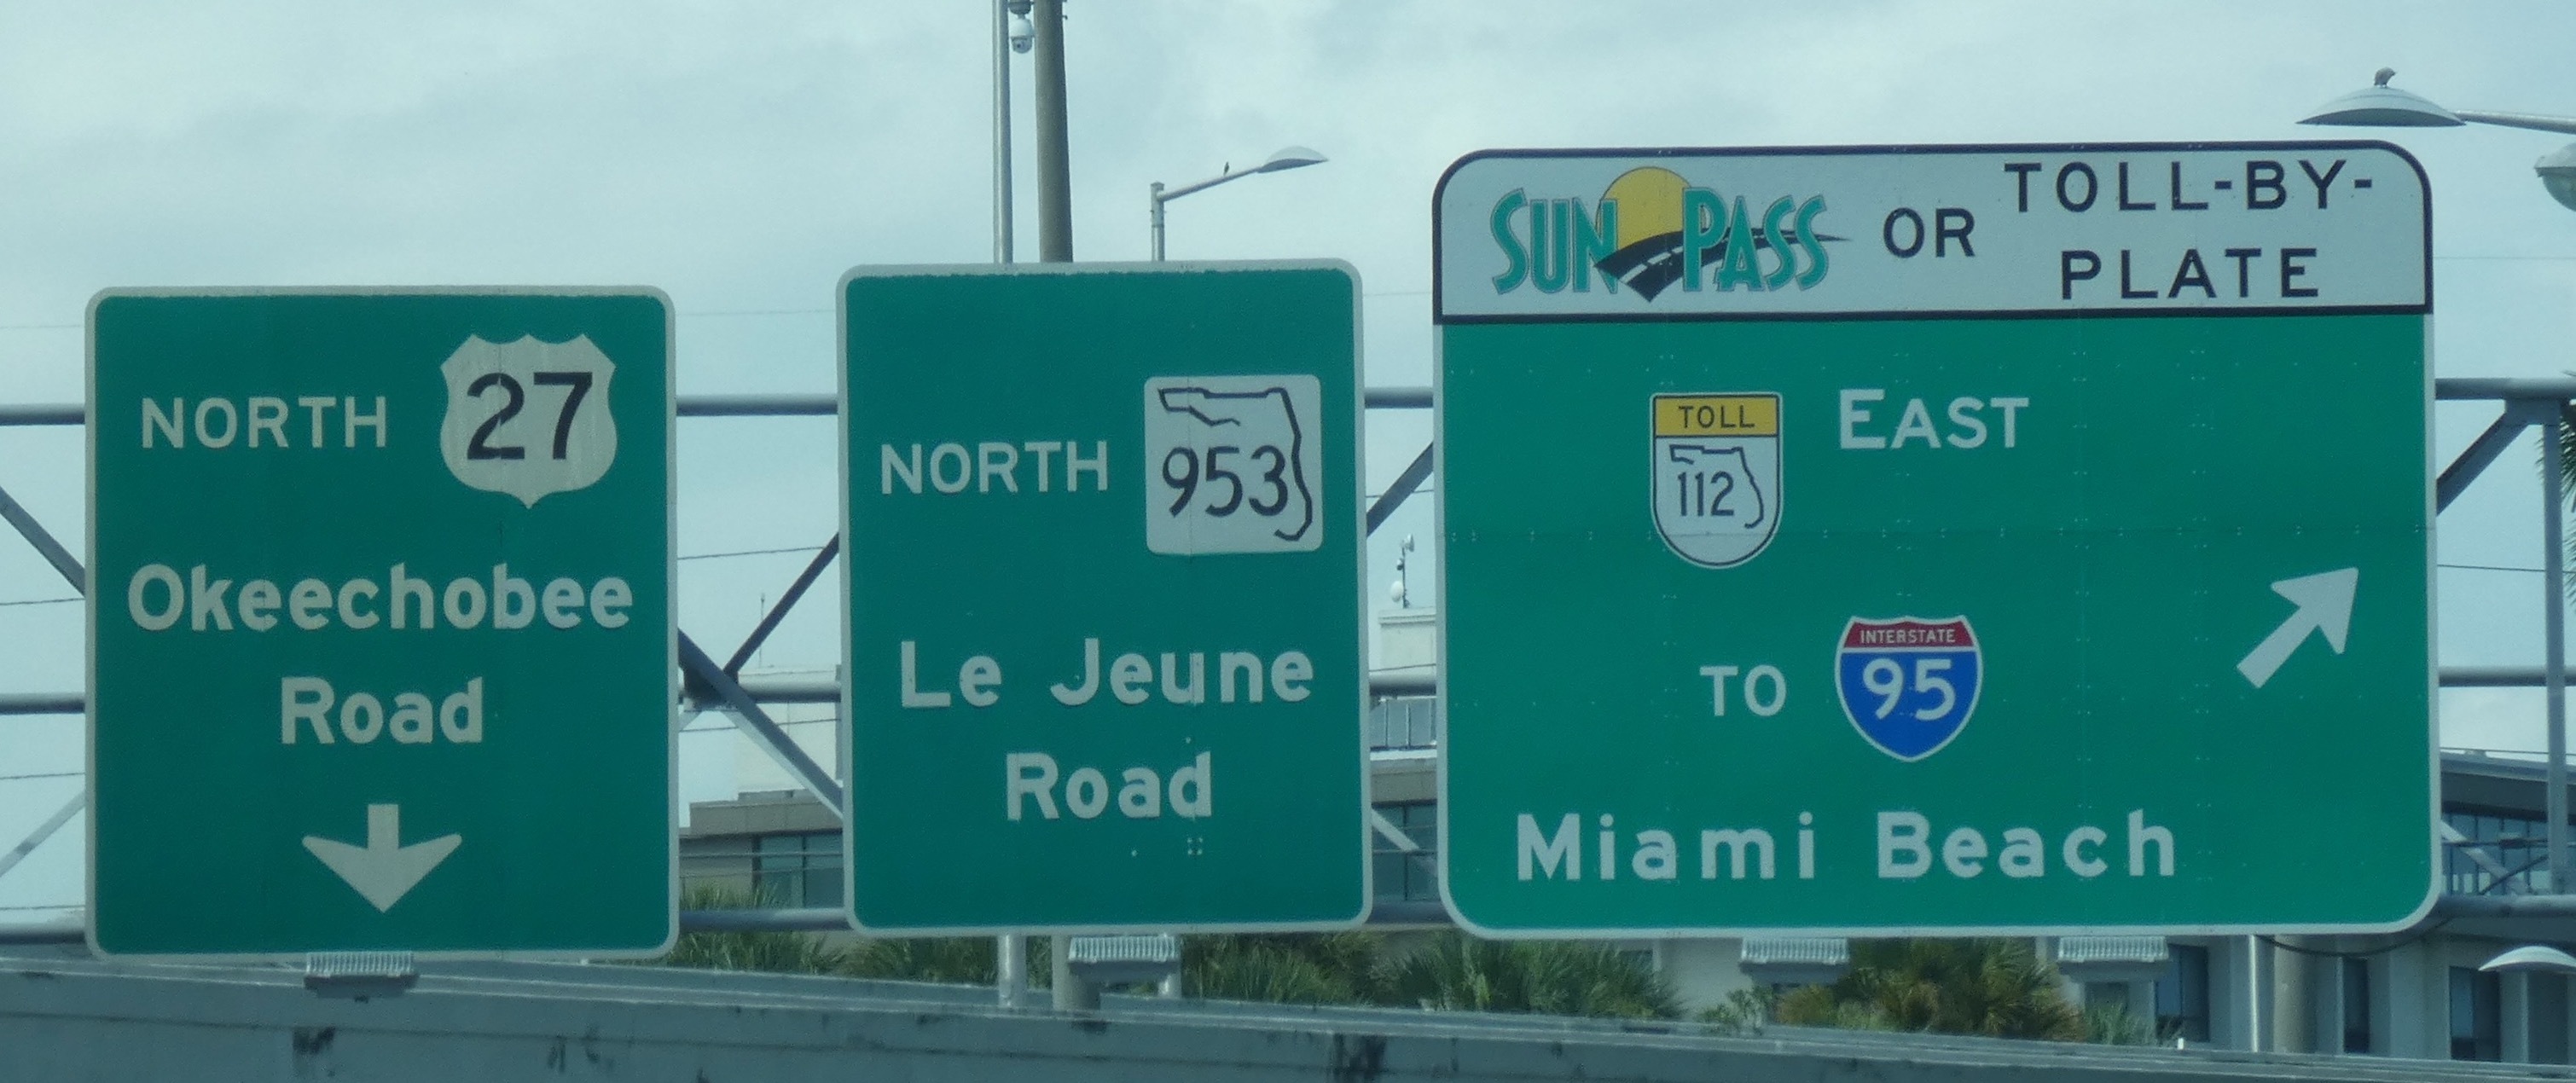 NORTH 27
Okeechobee
Road
NORTH 953
Le Jeune
Road
SUNPASS OR TOLL-BY-
PLATE
TOLL
112 EAST
INTERSTATE
TO 95
Miami Beach